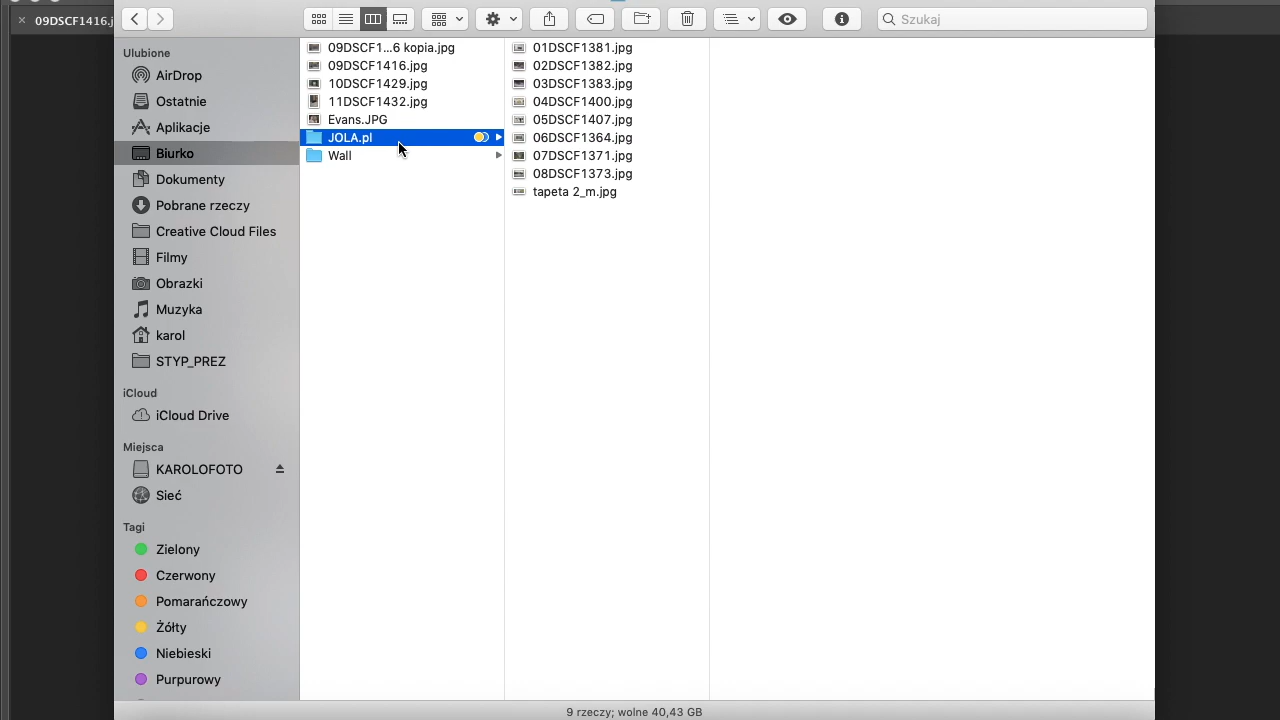 09DSCF1416.j
Szukaj
Ulubione
AirDrop
Ostatnie
Aplikacje
Biurko
Dokumenty
Pobrane rzeczy
Creative Cloud Files
Filmy
Obrazki
Muzyka
karol
STYP_PREZ
iCloud
iCloud Drive
Miejsca
KAROLOFOTO
Sieć
Tagi
Zielony
Czerwony
Pomarańczowy
Żółty
Niebieski
Purpurowy
09DSCF1...6 kopia.jpg
09DSCF1416.jpg
10DSCF1429.jpg
11DSCF1432.jpg
Evans.JPG
JOLA.pl
Wall
01DSCF1381.jpg
02DSCF1382.jpg
03DSCF1383.jpg
04DSCF1400.jpg
05DSCF1407.jpg
06DSCF1364.jpg
07DSCF1371.jpg
08DSCF1373.jpg
tapeta 2_m.jpg
9 rzeczy; wolne 40,43 GB